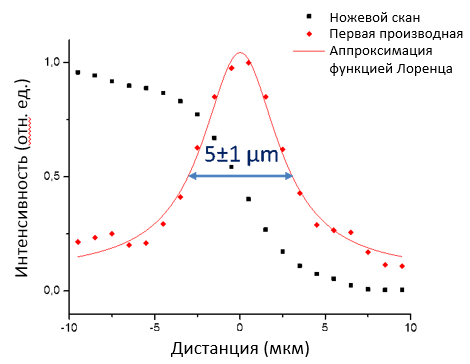 Ножевой скан
Первая производная
Аппроксимация
функцией Лоренца
Интенсивность (отн. ед.)
1,0
0,5
0,0
5±1 µm
-10
-5
0
5
10
Дистанция (мкм)